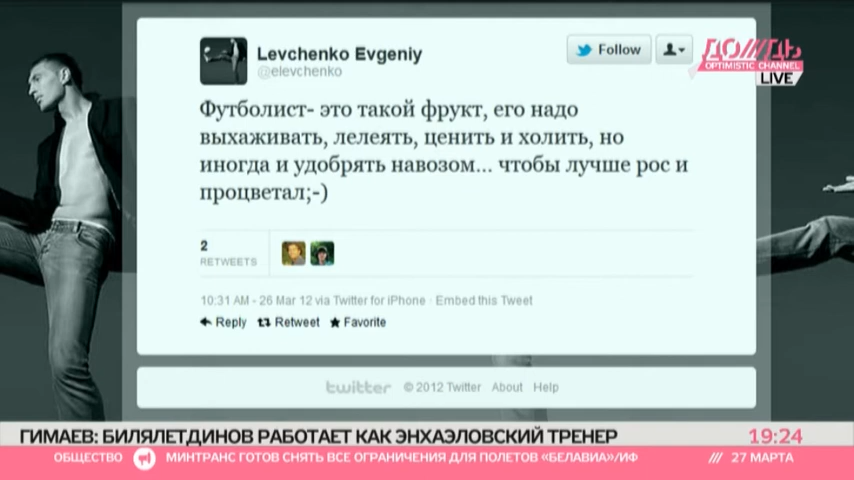 Levchenko Evgeniy
@elevchenko
Follow
ДОЖДЬ
OPTIMISTIC CHANNEL
LIVE
Футболист- это такой фрукт, его надо
выхаживать, лелеять, ценить и холить, но
иногда и удобрять навозом... чтобы лучше рос и
процветал;-)
2
RETWEETS
10:31 AM - 26 Mar 12 via Twitter for iPhone · Embed this Tweet
Reply Retweet Favorite
twitter © 2012 Twitter About Help
ГИМАЕВ: БИЛЯЛЕТДИНОВ РАБОТАЕТ КАК ЭНХАЭЛОВСКИЙ ТРЕНЕР 19:24
ОБЩЕСТВО МИНТРАНС ГОТОВ СНЯТЬ ВСЕ ОГРАНИЧЕНИЯ ДЛЯ ПОЛЕТОВ «БЕЛАВИА»/ИФ /// 27 МАРТА